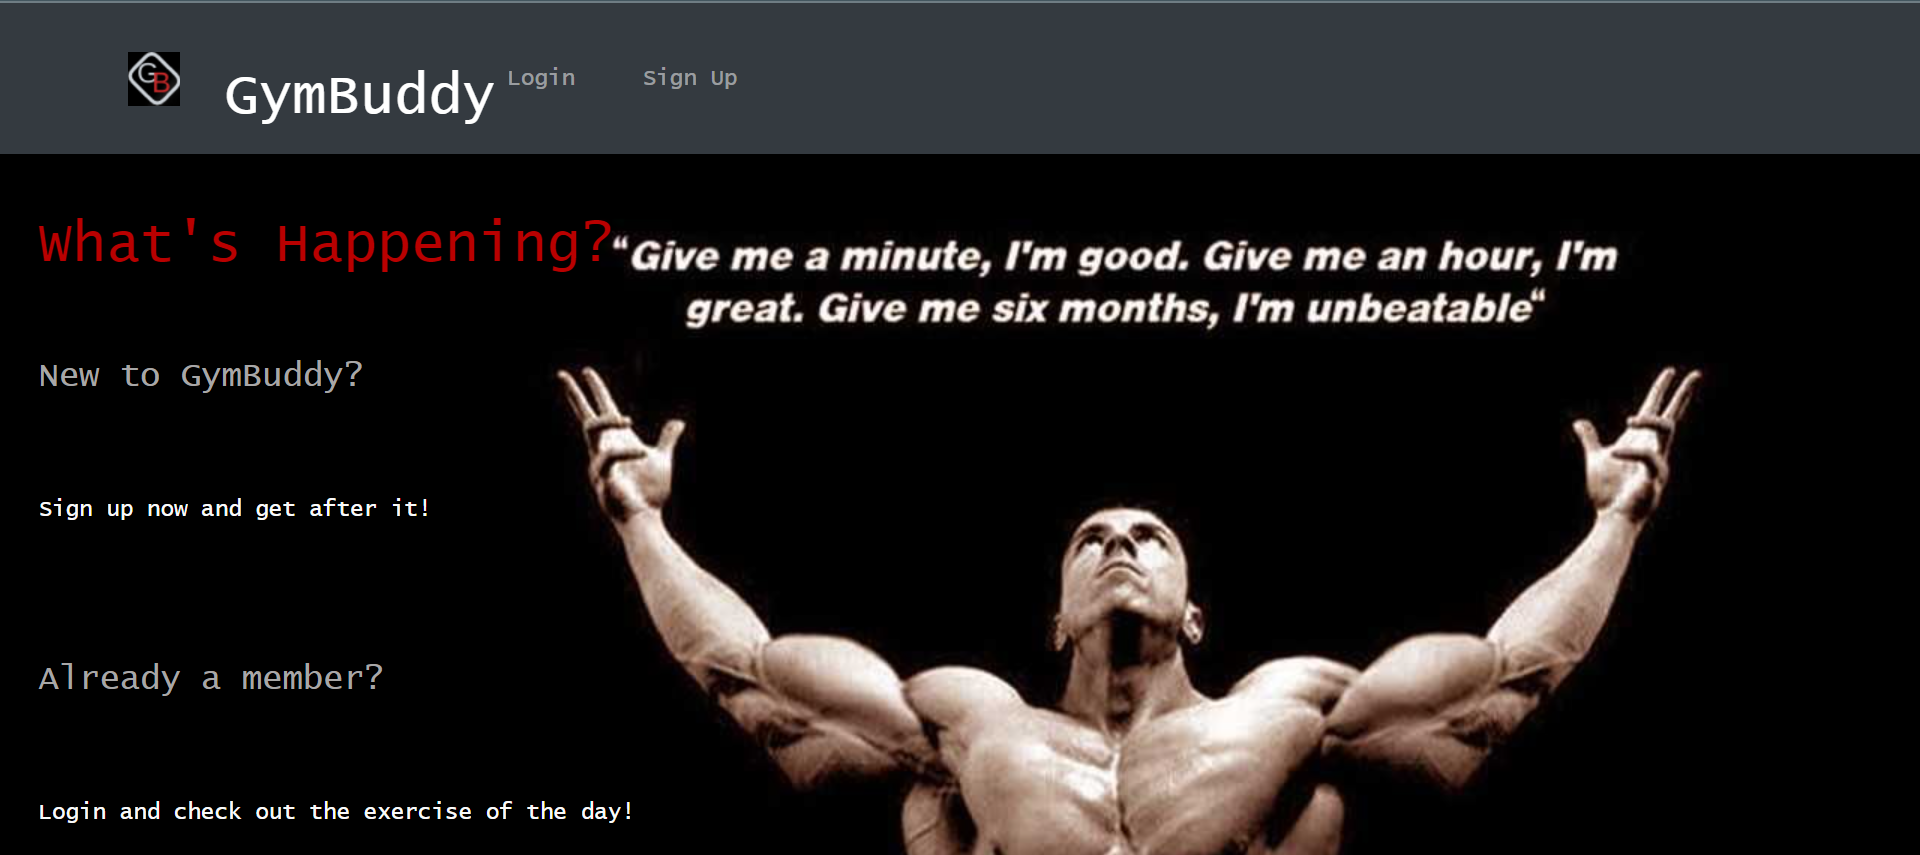 GB
GymBuddy Login Sign Up
What's Happening?
“Give me a minute, I'm good. Give me an hour, I'm
great. Give me six months, I'm unbeatable“
New to GymBuddy?
Sign up now and get after it!
Already a member?
Login and check out the exercise of the day!